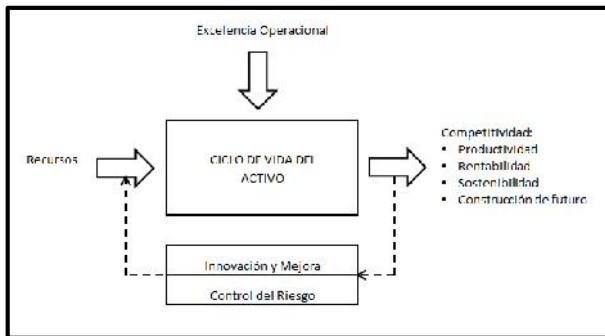 Excelencia Operacional
Recursos
CICLO DE VIDA DEL
ACTIVO
Competitividad:
▪ Productividad
▪ Rentabilidad
▪ Sostenibilidad
▪ Construcción de futuro
Innovación y Mejora
Control del Riesgo